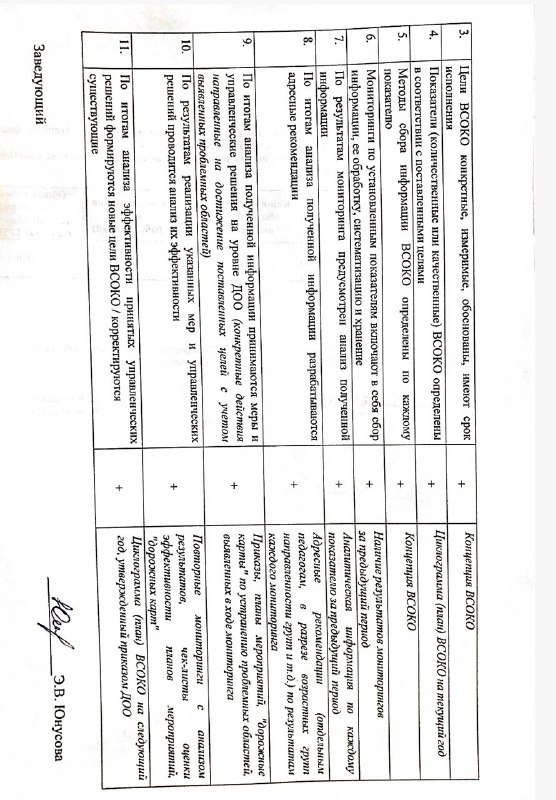 3. Цели ВСОКО конкретные, измеримые, обоснованы, имеют срок
исполнения
+
Концепция ВСОКО
4. Показатели (количественные или качественные) ВСОКО определены
в соответствии с поставленными целями
+
Циклограмма (план) ВСОКО на текущий год
5. Методы сбора информации ВСОКО определены по каждому
показателю
+
Концепция ВСОКО
6. Мониторинги по установленным показателям включают в себя сбор
информации, ее обработку, систематизацию и хранение
+
Наличие результатов мониторингов
за предыдущий период
7. По результатам мониторинга предусмотрен анализ полученной
информации
+
Аналитическая информация по каждому
показателю за предыдущий период
8. По итогам анализа полученной информации разрабатываются
адресные рекомендации
+
Адресные рекомендации (отдельным
педагогам, в разрезе возрастных групп
направленности групп и т.д.) по результатам
каждого мониторинга
9. По итогам анализа полученной информации принимаются меры и
управленческие решения на уровне ДОО (конкретные действия
направленные на достижение поставленных целей с учетом
выявленных проблемных областей)
+
Приказы, планы мероприятий, "дорожные
карты" по устранению проблемных областей,
выявленных в ходе мониторинга
10. По результатам реализации указанных мер и управленческих
решений проводится анализ их эффективности
+
Повторные мониторинги с анализом
результатов, чек-листы оценки
эффективности планов мероприятий,
"дорожных карт"
11. По итогам анализа эффективности принятых управленческих
решений формируются новые цели ВСОКО / корректируются
существующие
+
Циклограмма (план) ВСОКО на следующий
год, утвержденный приказом ДОО
Заведующий Э.В. Юнусова